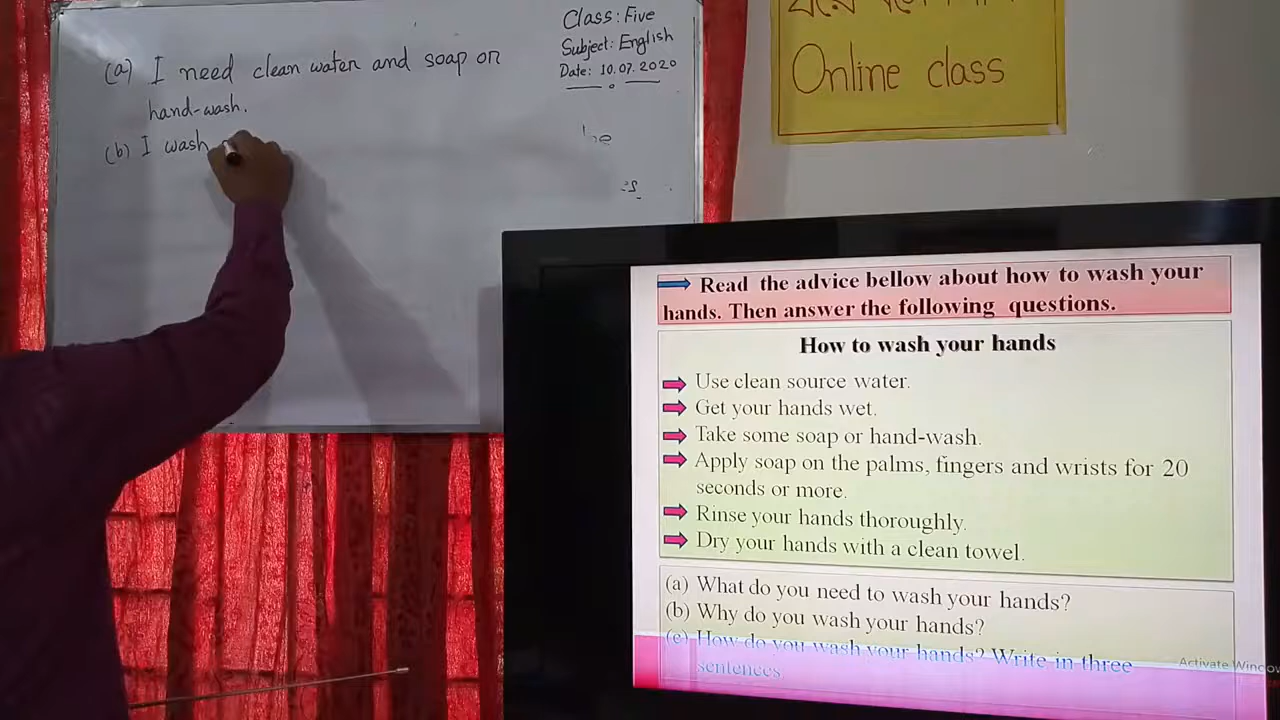 (a) I need clean water and soap or
hand-wash.
(b) I wash
Class: Five
Subject: English
Date: 10.07.2020
Online class
Read the advice bellow about how to wash your
hands. Then answer the following questions.
How to wash your hands
Use clean source water.
Get your hands wet.
Take some soap or hand-wash.
Apply soap on the palms, fingers and wrists for 20
seconds or more.
Rinse your hands thoroughly.
Dry your hands with a clean towel.
(a) What do you need to wash your hands?
(b) Why do you wash your hands?
(c) How do you wash your hands? Write in three
sentences.
Activate Window